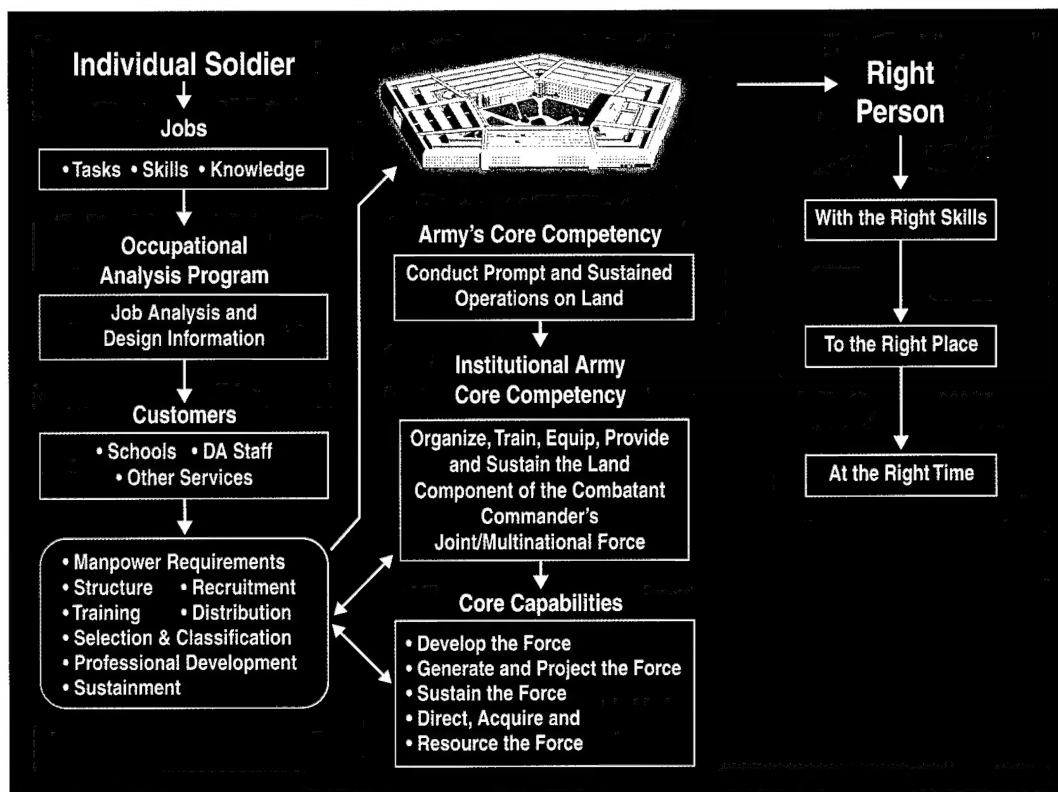 Individual Soldier
Jobs
• Tasks • Skills • Knowledge
Occupational
Analysis Program
Job Analysis and
Design Information
Customers
• Schools • DA Staff
• Other Services
• Manpower Requirements
• Structure • Recruitment
• Training • Distribution
• Selection & Classification
• Professional Development
• Sustainment
Army's Core Competency
Conduct Prompt and Sustained
Operations on Land
Institutional Army
Core Competency
Organize, Train, Equip, Provide
and Sustain the Land
Component of the Combatant
Commander's
Joint/Multinational Force
Core Capabilities
• Develop the Force
• Generate and Project the Force
• Sustain the Force
• Direct, Acquire and
• Resource the Force
Right
Person
With the Right Skills
To the Right Place
At the Right Time